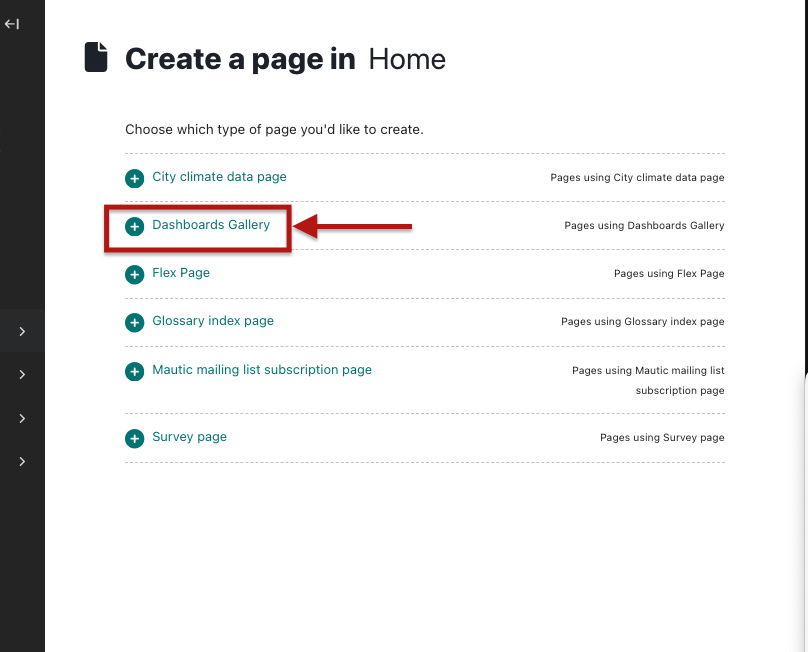 Create a page in Home
Choose which type of page you'd like to create.
City climate data page Pages using City climate data page
Dashboards Gallery Pages using Dashboards Gallery
Flex Page Pages using Flex Page
Glossary index page Pages using Glossary index page
Mautic mailing list subscription page Pages using Mautic mailing list
subscription page
Survey page Pages using Survey page